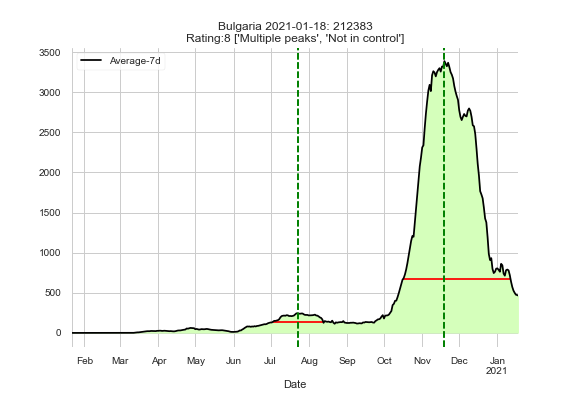 Bulgaria 2021-01-18: 212383
Rating:8 ['Multiple peaks', 'Not in control']
Average-7d
3500
3000
2500
2000
1500
1000
500
0
Feb Mar Apr May Jun Jul Aug Sep Oct Nov Dec Jan
2021
Date